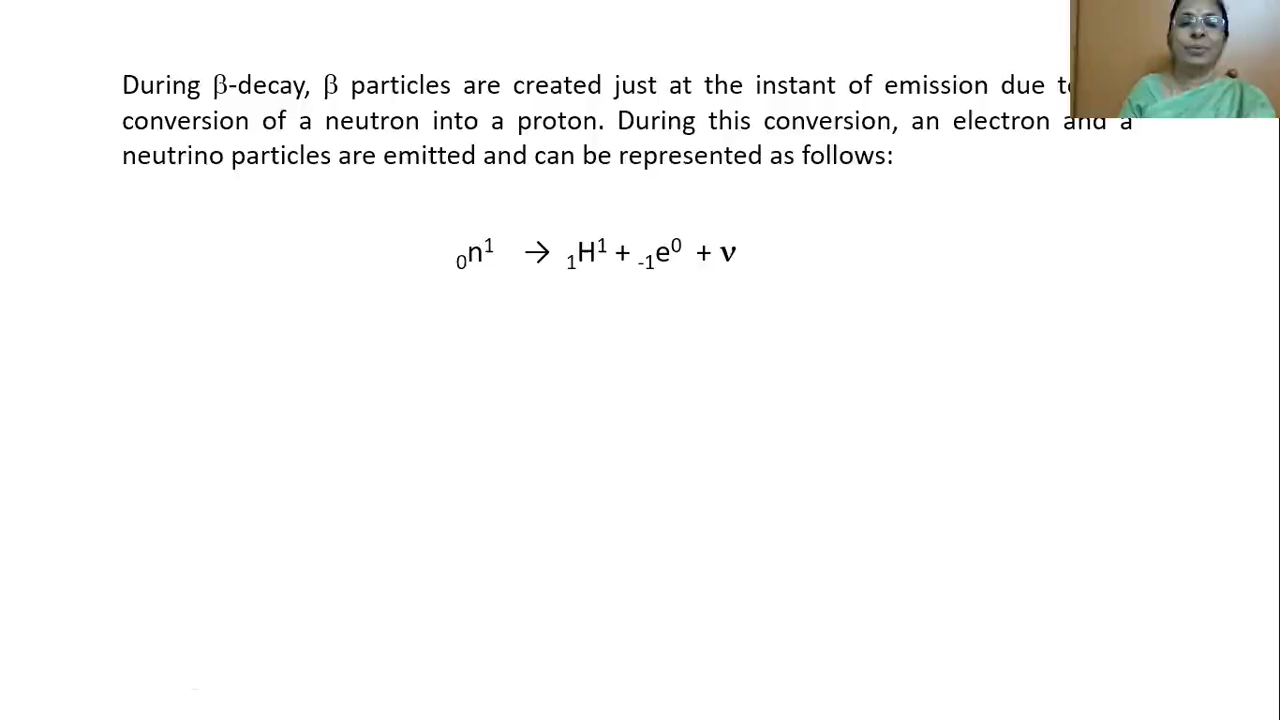 During β-decay, β particles are created just at the instant of emission due
conversion of a neutron into a proton. During this conversion, an electron and a
neutrino particles are emitted and can be represented as follows:
₀n¹ → ₁H¹ + ₋₁e⁰ + ν